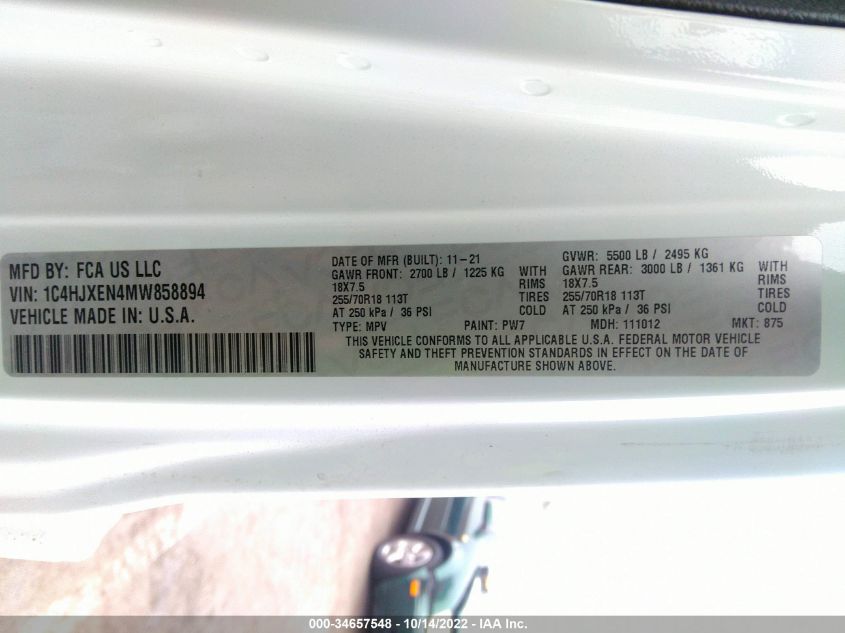 MFD BY: FCA US LLC
VIN: 1C4HJXEN4MW858894
VEHICLE MADE IN: U.S.A.
DATE OF MFR (BUILT): 11-21
GVWR: 5500 LB / 2495 KG
GAWR FRONT: 2700 LB / 1225 KG WITH
GAWR REAR: 3000 LB / 1361 KG WITH
18X7.5 RIMS 18X7.5 RIMS
255/70R18 113T TIRES 255/70R18 113T TIRES
AT 250 kPa / 36 PSI COLD AT 250 kPa / 36 PSI COLD
TYPE: MPV PAINT: PW7 MDH: 111012 MKT: 875
THIS VEHICLE CONFORMS TO ALL APPLICABLE U.S.A. FEDERAL MOTOR VEHICLE
SAFETY AND THEFT PREVENTION STANDARDS IN EFFECT ON THE DATE OF
MANUFACTURE SHOWN ABOVE.
000-34657548 - 10/14/2022 - IAA Inc.